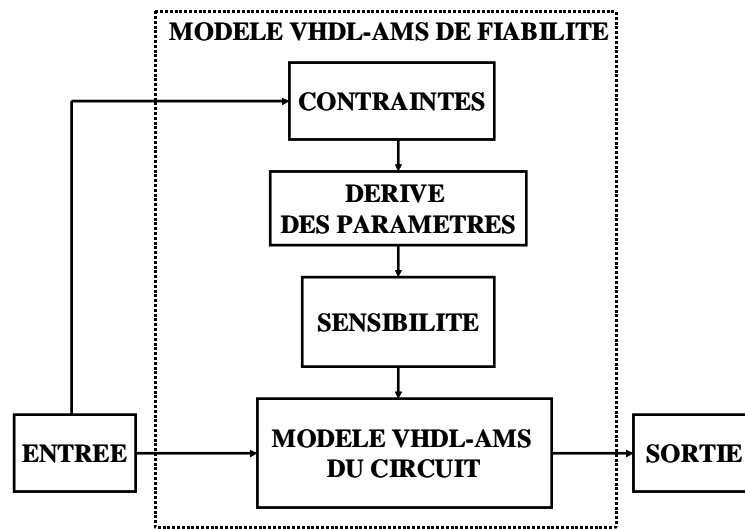 MODELE VHDL-AMS DE FIABILITE
CONTRAINTES
DERIVE
DES PARAMETRES
SENSIBILITE
ENTREE
MODELE VHDL-AMS
DU CIRCUIT
SORTIE